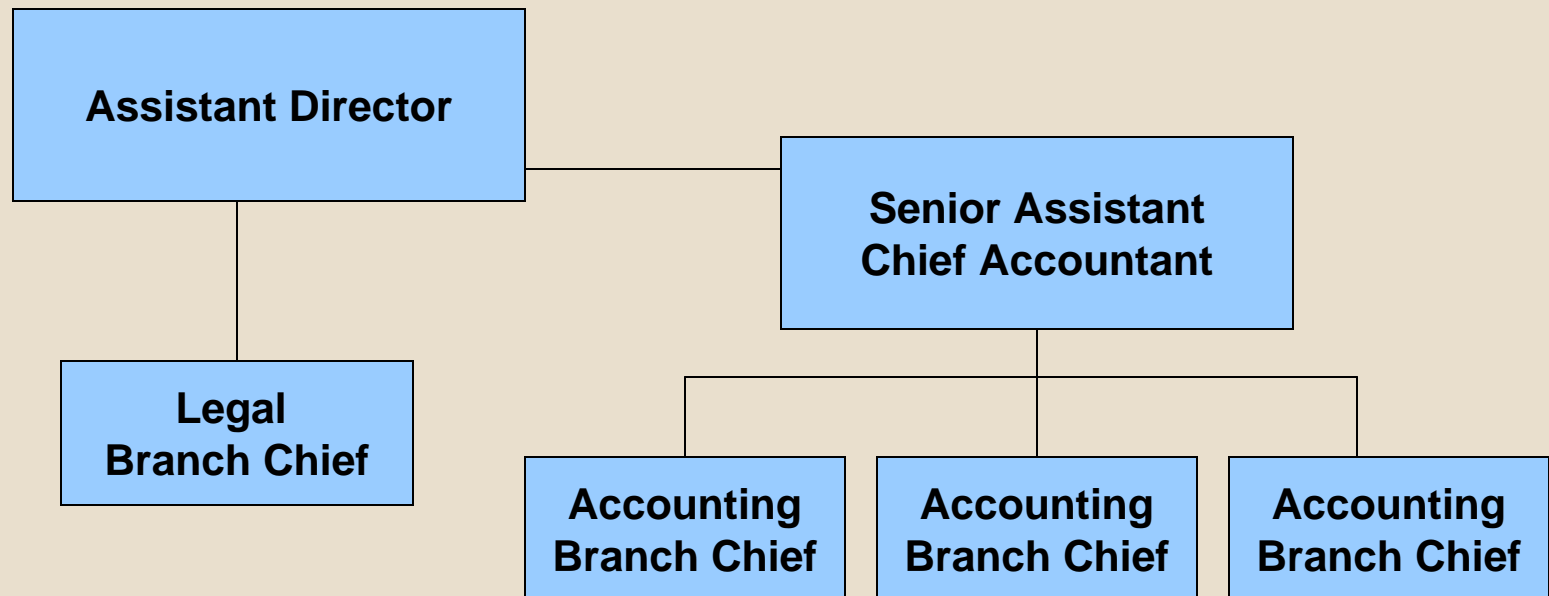 Assistant Director
Senior Assistant
Chief Accountant
Legal
Branch Chief
Accounting
Branch Chief
Accounting
Branch Chief
Accounting
Branch Chief